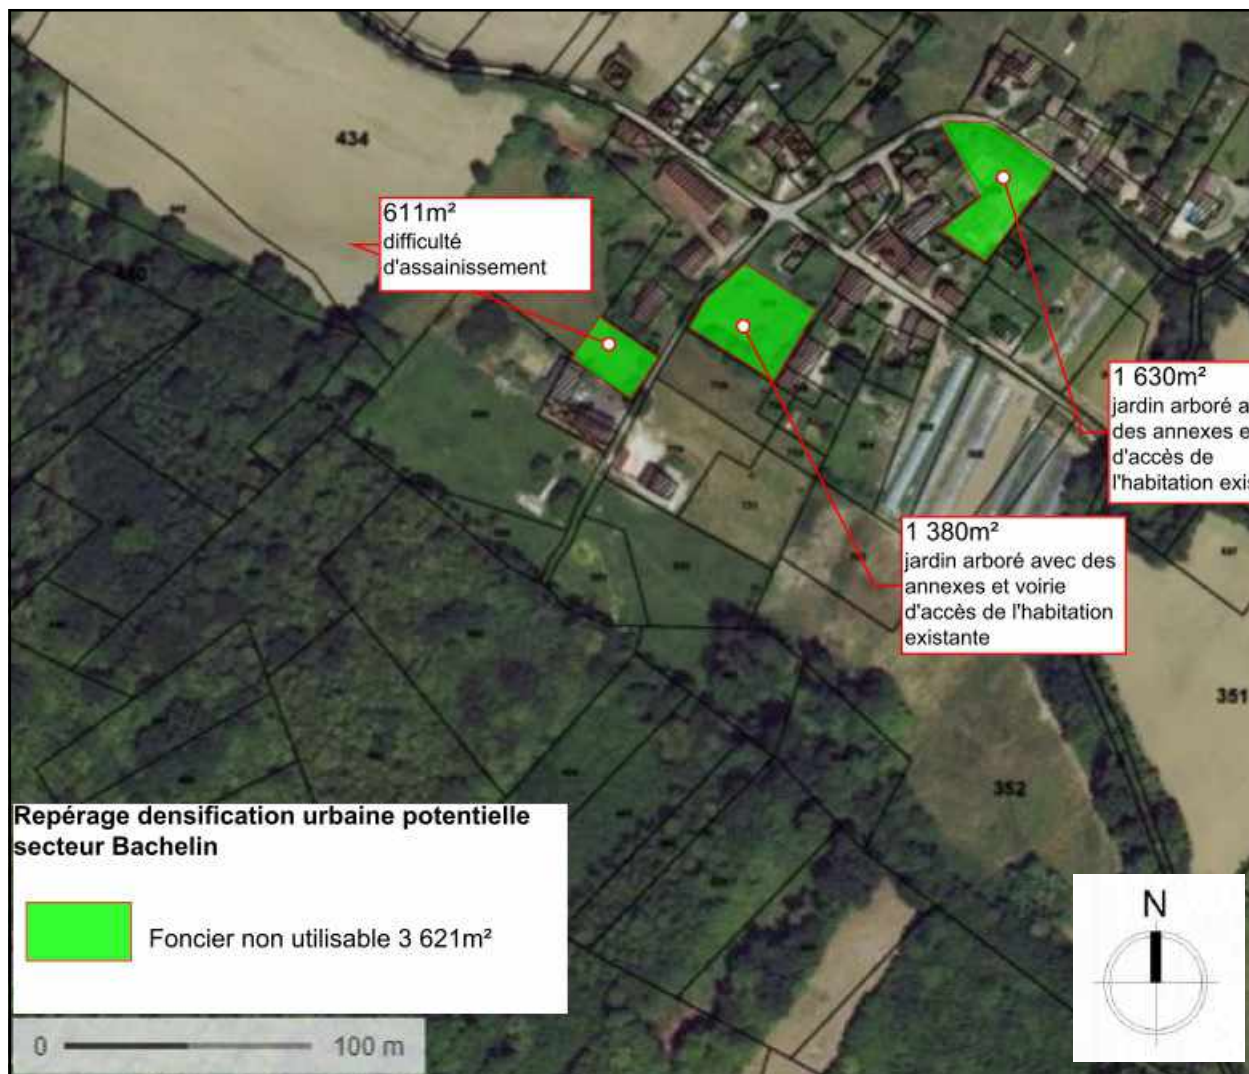 434
611m²
difficulté
d'assainissement
1 630m²
jardin arboré a
des annexes e
d'accès de
l'habitation exis
1 380m²
jardin arboré avec des
annexes et voirie
d'accès de l'habitation
existante
351
352
Repérage densification urbaine potentielle
secteur Bachelin
Foncier non utilisable 3 621m²
N
0 100 m